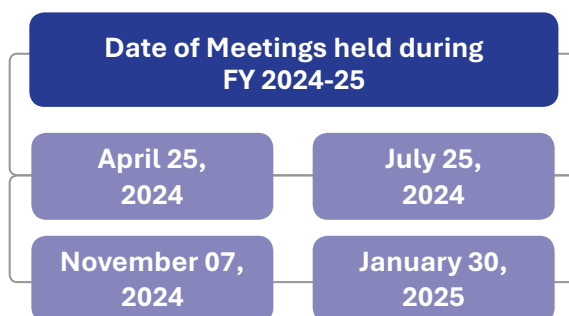 Date of Meetings held during
FY 2024-25
April 25,
2024
July 25,
2024
November 07,
2024
January 30,
2025